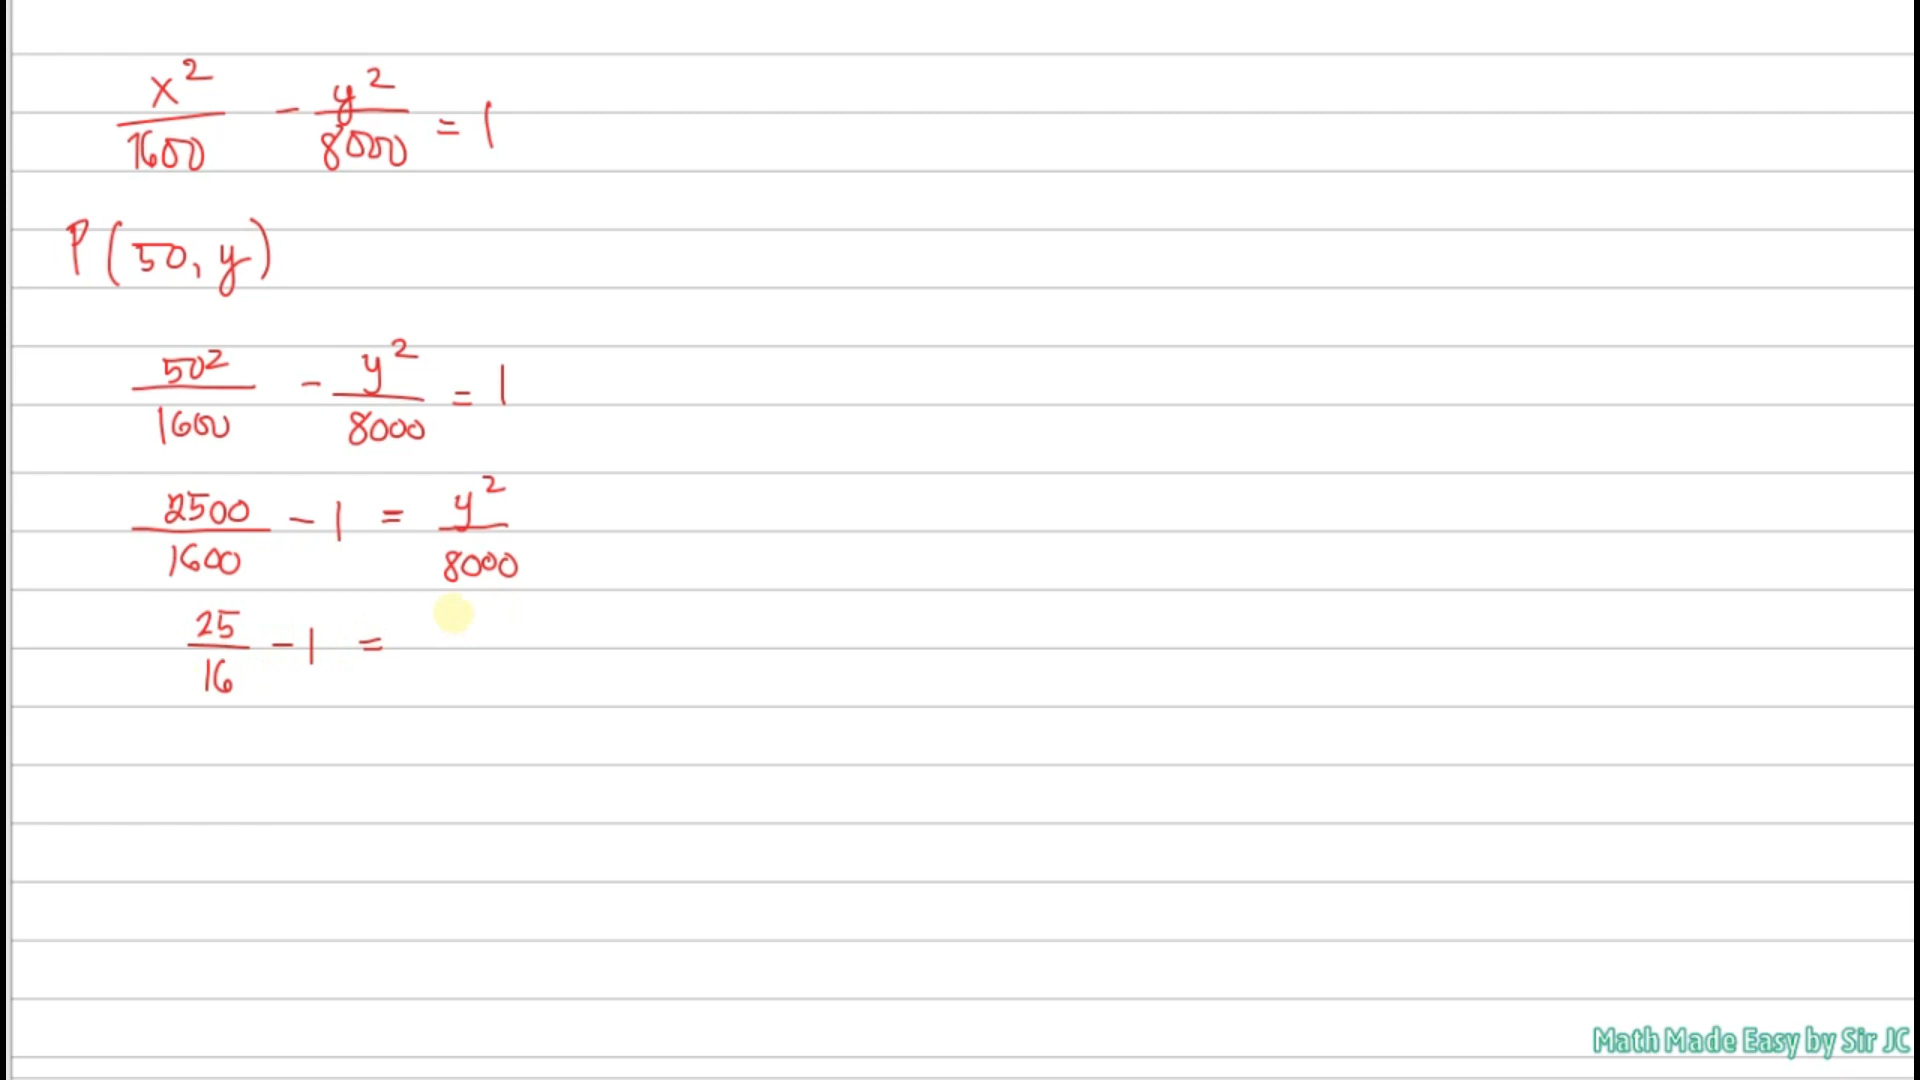 x²/1600 - y²/8000 = 1
P(50, y)
50²/1600 - y²/8000 = 1
2500/1600 - 1 = y²/8000
25/16 - 1 =
Math Made Easy by Sir JC